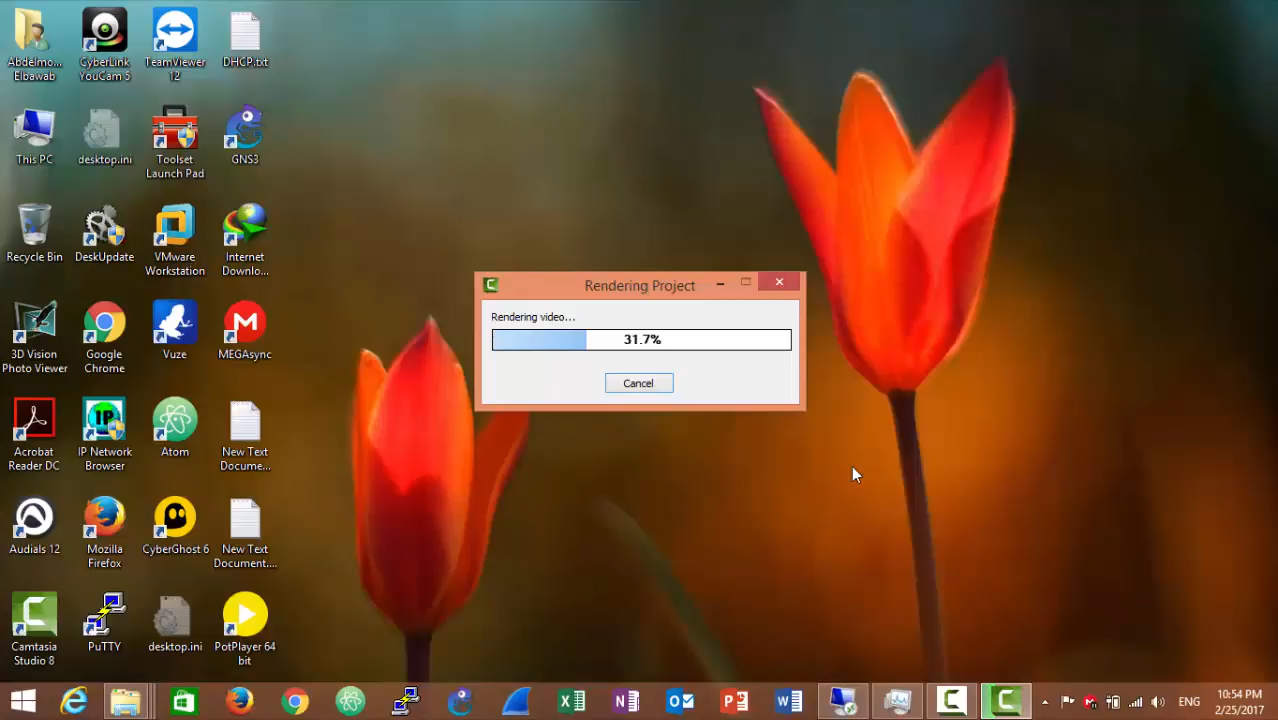 Abdelmo...
Elbawab
CyberLink
YouCam 5
TeamViewer
12
DHCP.txt
This PC
desktop.ini
Toolset
Launch Pad
GNS3
Recycle Bin
DeskUpdate
VMware
Workstation
Internet
Downlo...
3D Vision
Photo Viewer
Google
Chrome
Vuze
MEGAsync
Acrobat
Reader DC
IP
IP Network
Browser
Atom
New Text
Docume...
Audials 12
Mozilla
Firefox
CyberGhost 6
New Text
Document....
Camtasia
Studio 8
PuTTY
desktop.ini
PotPlayer 64
bit
Rendering Project
Rendering video...
31.7%
Cancel
ENG
10:54 PM
2/25/2017